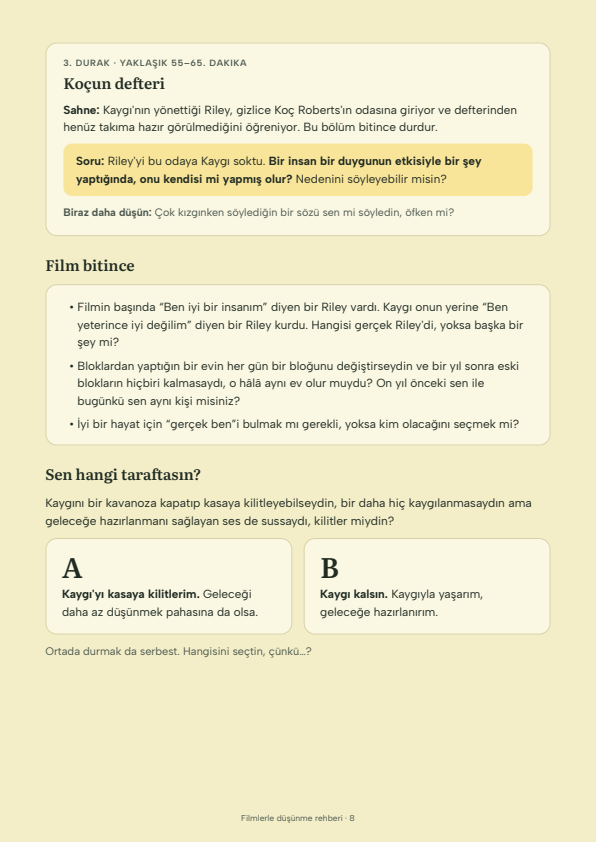 3. DURAK · YAKLAŞIK 55–65. DAKIKA
Koçun defteri
Sahne: Kaygı'nın yönettiği Riley, gizlice Koç Roberts'ın odasına giriyor ve defterinden
henüz takıma hazır görülmediğini öğreniyor. Bu bölüm bitince durdur.
Soru: Riley'yi bu odaya Kaygı soktu. Bir insan bir duygunun etkisiyle bir şey
yaptığında, onu kendisi mi yapmış olur? Nedenini söyleyebilir misin?
Biraz daha düşün: Çok kızgınken söylediğin bir sözü sen mi söyledin, öfken mi?
Film bitince
• Filmin başında “Ben iyi bir insanım” diyen bir Riley vardı. Kaygı onun yerine “Ben
yeterince iyi değilim” diyen bir Riley kurdu. Hangisi gerçek Riley'di, yoksa başka bir
şey mi?
• Bloklardan yaptığın bir evin her gün bir bloğunu değiştirseydin ve bir yıl sonra eski
blokların hiçbiri kalmasaydı, o hâlâ aynı ev olur muydu? On yıl önceki sen ile
bugünkü sen aynı kişi misiniz?
• İyi bir hayat için “gerçek ben”i bulmak mı gerekli, yoksa kim olacağını seçmek mi?
Sen hangi taraftasın?
Kaygını bir kavanoza kapatıp kasaya kilitleyebilseydin, bir daha hiç kaygılanmasaydın ama
geleceğe hazırlanmanı sağlayan ses de sussaydı, kilitler miydin?
A
Kaygı'yı kasaya kilitlerim. Geleceği
daha az düşünmek pahasına da olsa.
B
Kaygı kalsın. Kaygıyla yaşarım,
geleceğe hazırlanırım.
Ortada durmak da serbest. Hangisini seçtin, çünkü…?
Filmlerle düşünme rehberi · 8